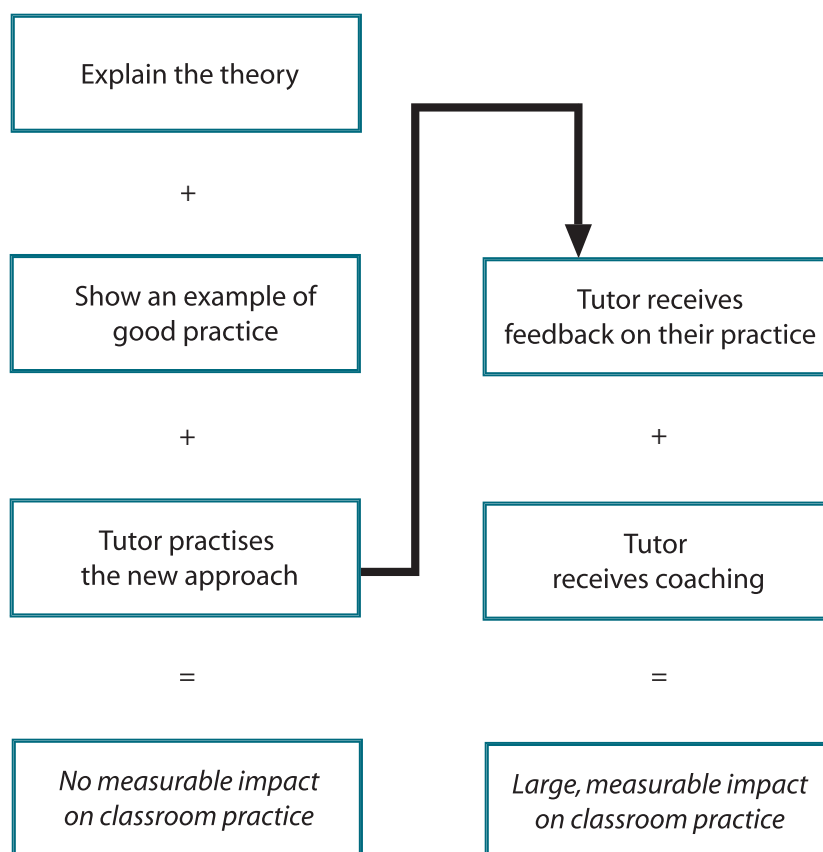 Explain the theory
+
Show an example of
good practice
+
Tutor practises
the new approach
=
No measurable impact
on classroom practice
Tutor receives
feedback on their practice
+
Tutor
receives coaching
=
Large, measurable impact
on classroom practice